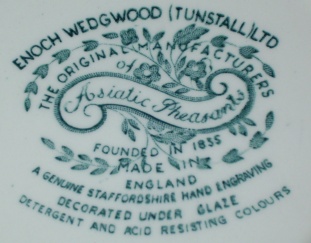 ENOCH WEDGWOOD (TUNSTALL) LTD
THE ORIGINAL MANUFACTURERS
of
Asiatic Pheasants
FOUNDED IN 1835
MADE IN
ENGLAND
A GENUINE STAFFORDSHIRE HAND ENGRAVING
DECORATED UNDER GLAZE
DETERGENT AND ACID RESISTING COLOURS